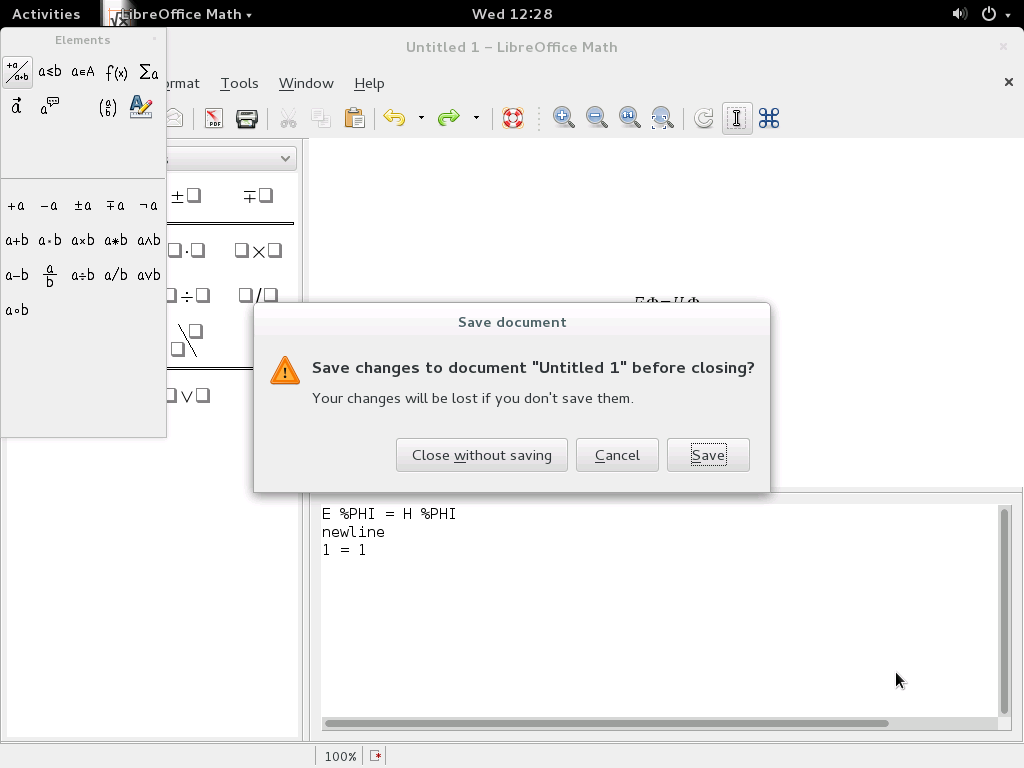 Activities
LibreOffice Math
Wed 12:28
Elements
Untitled 1 – LibreOffice Math
rmat Tools Window Help
+a/a+b a≤b a∈A f(x) Σa
+a -a ±a ∓a ¬a
a+b a·b a×b a∗b a∧b
a-b a/b a÷b a/b a∨b
a∘b
Save document
Save changes to document "Untitled 1" before closing?
Your changes will be lost if you don't save them.
Close without saving
Cancel
Save
E %PHI = H %PHI
newline
1 = 1
100%